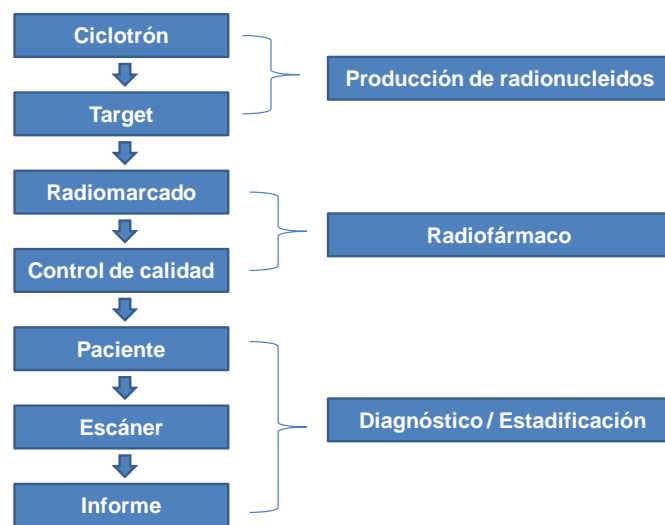 Ciclotrón
Producción de radionucleidos
Target
Radiomarcado
Radiofármaco
Control de calidad
Paciente
Escáner
Diagnóstico / Estadificación
Informe